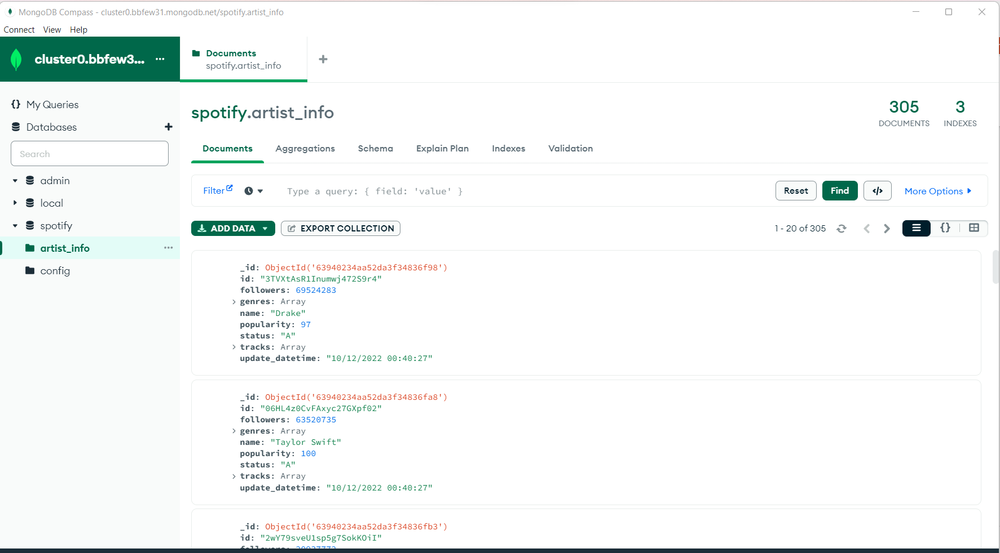 MongoDB Compass - cluster0.bbfew31.mongodb.net/spotify.artist_info
Connect View Help
cluster0.bbfew3... ...
Documents
spotify.artist_info
+
{} My Queries
Databases +
Search
admin
local
spotify
artist_info ...
config
spotify.artist_info
305
DOCUMENTS
3
INDEXES
Documents Aggregations Schema Explain Plan Indexes Validation
Filter Type a query: { field: 'value' } Reset Find </> More Options
ADD DATA EXPORT COLLECTION 1 - 20 of 305 {}
_id: ObjectId('63940234aa52da3f34836f98')
id: "3TVXtAsR1Inumwj472S9r4"
followers: 69524283
> genres: Array
name: "Drake"
popularity: 97
status: "A"
> tracks: Array
update_datetime: "10/12/2022 00:40:27"
_id: ObjectId('63940234aa52da3f34836fa8')
id: "06HL4z0CvFAxyc27GXpf02"
followers: 63520735
> genres: Array
name: "Taylor Swift"
popularity: 100
status: "A"
> tracks: Array
update_datetime: "10/12/2022 00:40:27"
_id: ObjectId('63940234aa52da3f34836fb3')
id: "2wY79sveU1sp5g7SokKOiI"
followers: